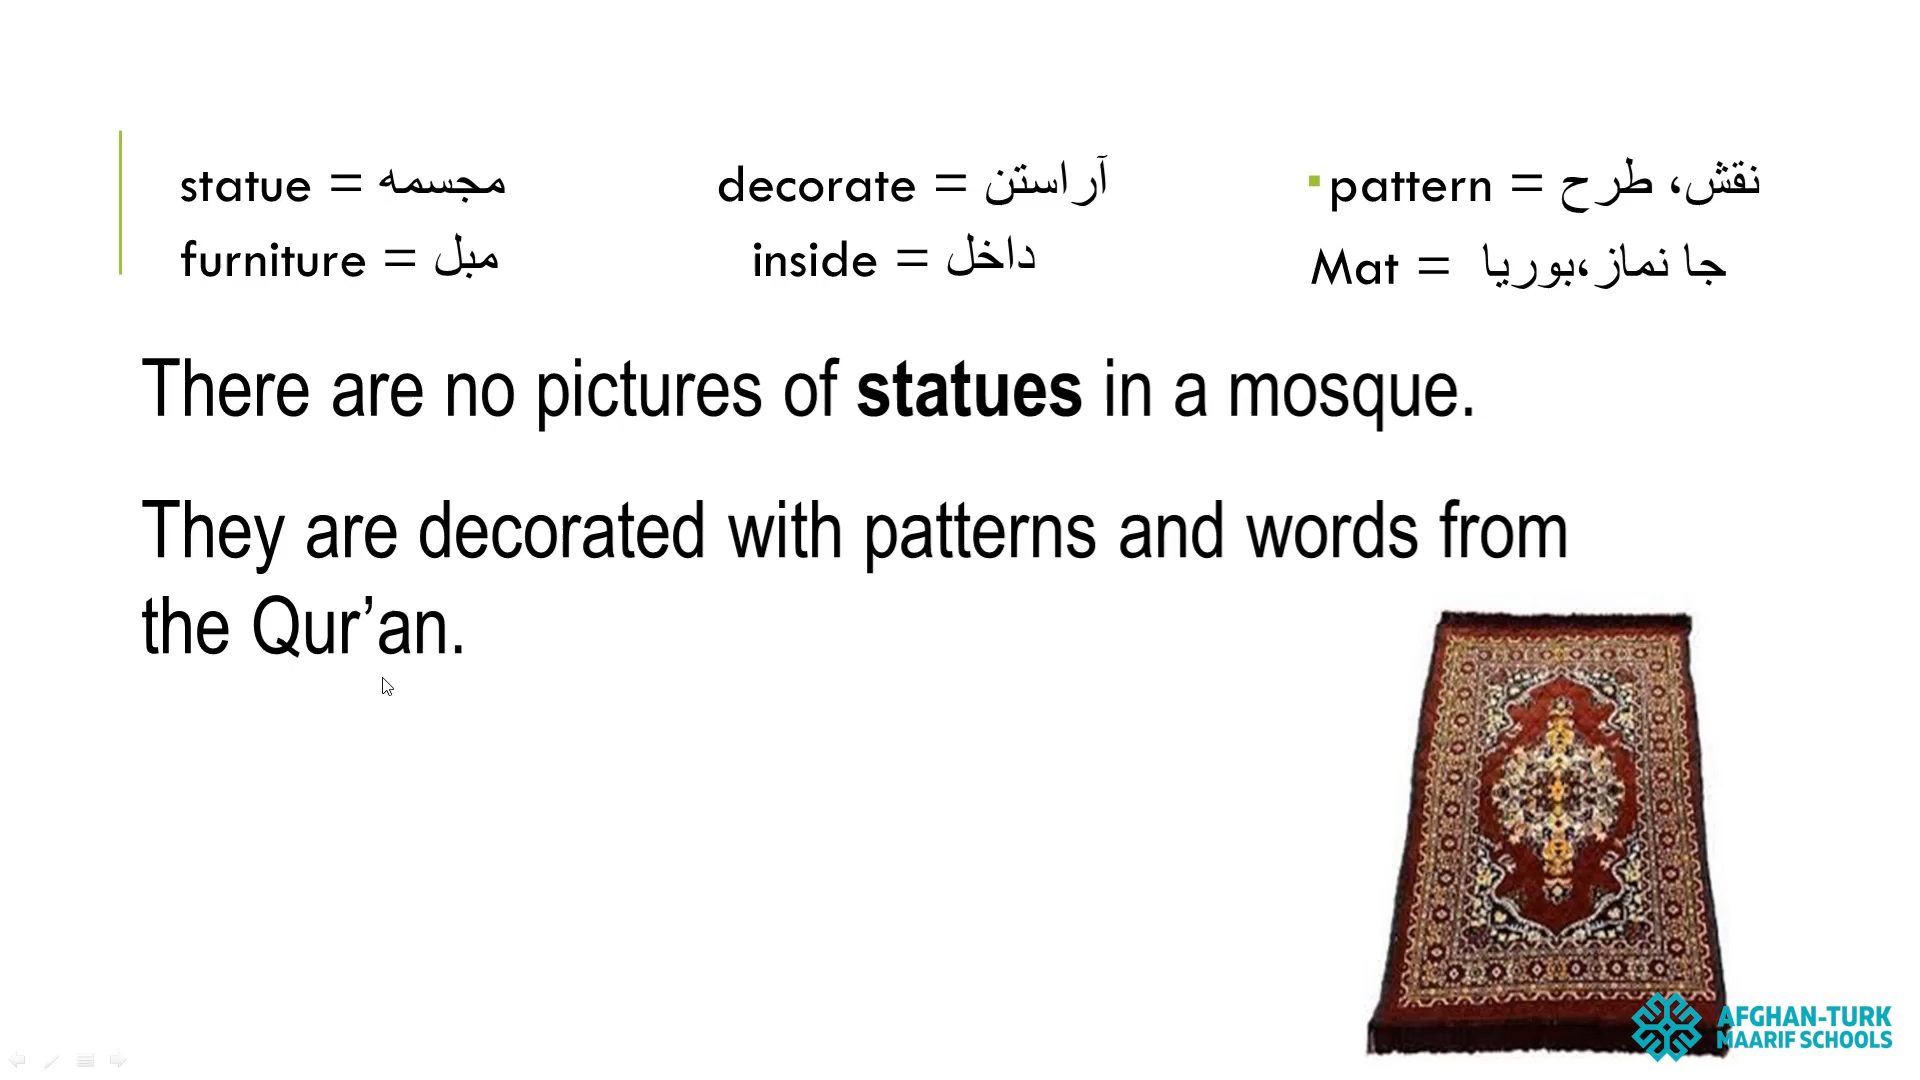 statue = مجسمه
furniture = مبل
decorate = آراستن
inside = داخل
pattern = نقش، طرح
Mat = جا نماز،بوریا
There are no pictures of statues in a mosque.
They are decorated with patterns and words from
the Qur’an.
AFGHAN-TURK
MAARIF SCHOOLS